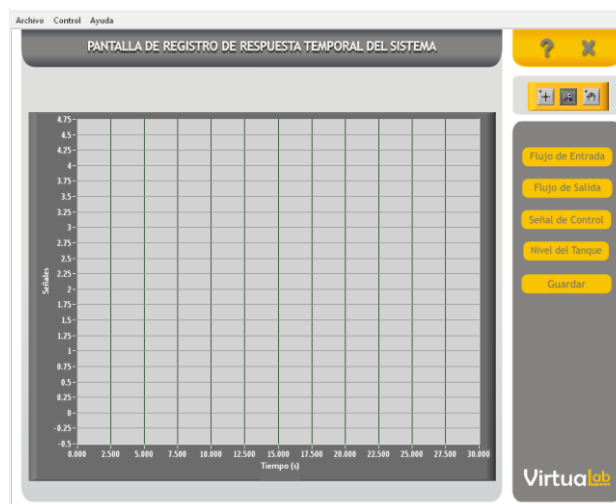 Archivo Control Ayuda
PANTALLA DE REGISTRO DE RESPUESTA TEMPORAL DEL SISTEMA
?
4.75
4.5
4.25
4
3.75
3.5
3.25
3
2.75
2.5
2.25
2
1.75
1.5
1.25
1
0.75
0.5
0.25
0
-0.25
-0.5
Señales
0.000 2.500 5.000 7.500 10.000 12.500 15.000 17.500 20.000 22.500 25.000 27.500 30.000
Tiempo (s)
Flujo de Entrada
Flujo de Salida
Señal de Control
Nivel del Tanque
Guardar
VirtuaLab